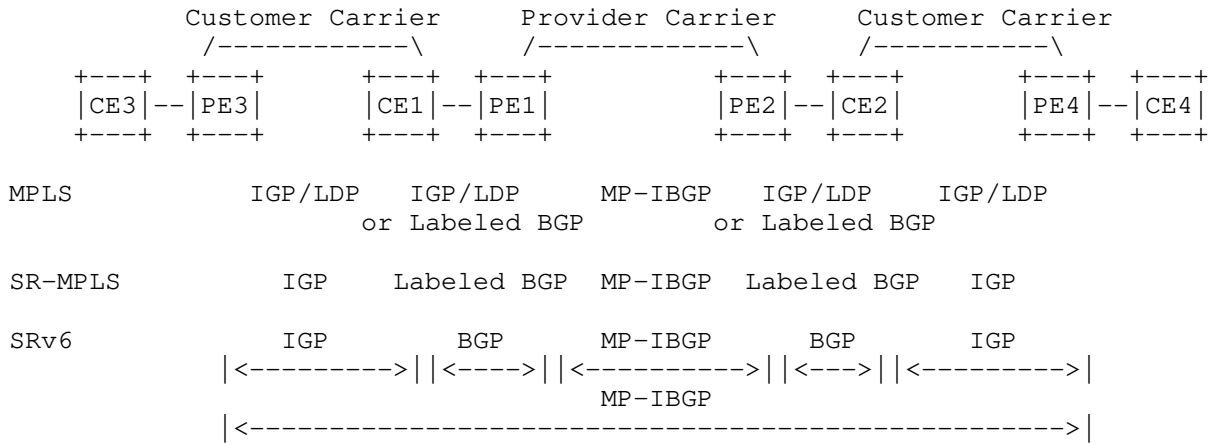 Customer Carrier     Provider Carrier     Customer Carrier
/------------\      /-------------\      /-----------\
+---+  +---+       +---+  +---+           +---+  +---+        +---+  +---+
|CE3|--|PE3|       |CE1|--|PE1|           |PE2|--|CE2|        |PE4|--|CE4|
+---+  +---+       +---+  +---+           +---+  +---+        +---+  +---+
MPLS            IGP/LDP   IGP/LDP      MP-IBGP   IGP/LDP   IGP/LDP
or Labeled BGP        or Labeled BGP
SR-MPLS           IGP    Labeled BGP  MP-IBGP  Labeled BGP   IGP
SRv6              IGP       BGP       MP-IBGP      BGP       IGP
|<--------->||<---->||<---------->||<--->||<--------->|
MP-IBGP
|<--------------------------------------------------->|